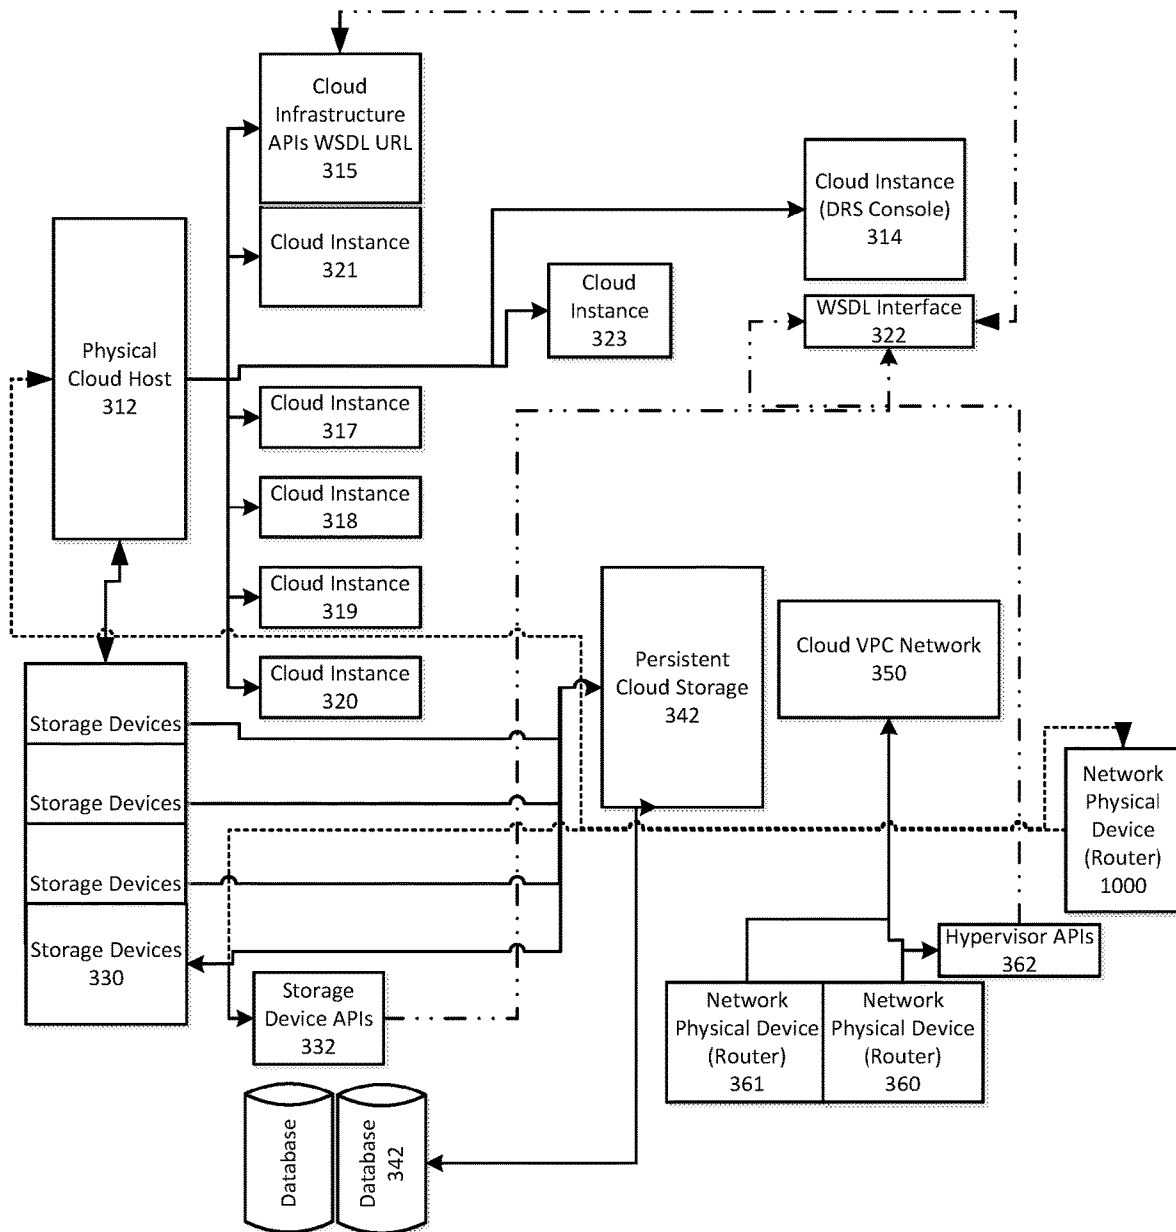 Cloud
Infrastructure
APIs WSDL URL
315
Cloud Instance
(DRS Console)
314
Cloud Instance
321
Cloud
Instance
323
WSDL Interface
322
Physical
Cloud Host
312
Cloud Instance
317
Cloud Instance
318
Cloud Instance
319
Cloud Instance
320
Persistent
Cloud Storage
342
Cloud VPC Network
350
Storage Devices
Storage Devices
Storage Devices
Storage Devices
330
Network
Physical
Device
(Router)
1000
Hypervisor APIs
362
Storage
Device APIs
332
Network
Physical Device
(Router)
361
Network
Physical Device
(Router)
360
Database
Database
342